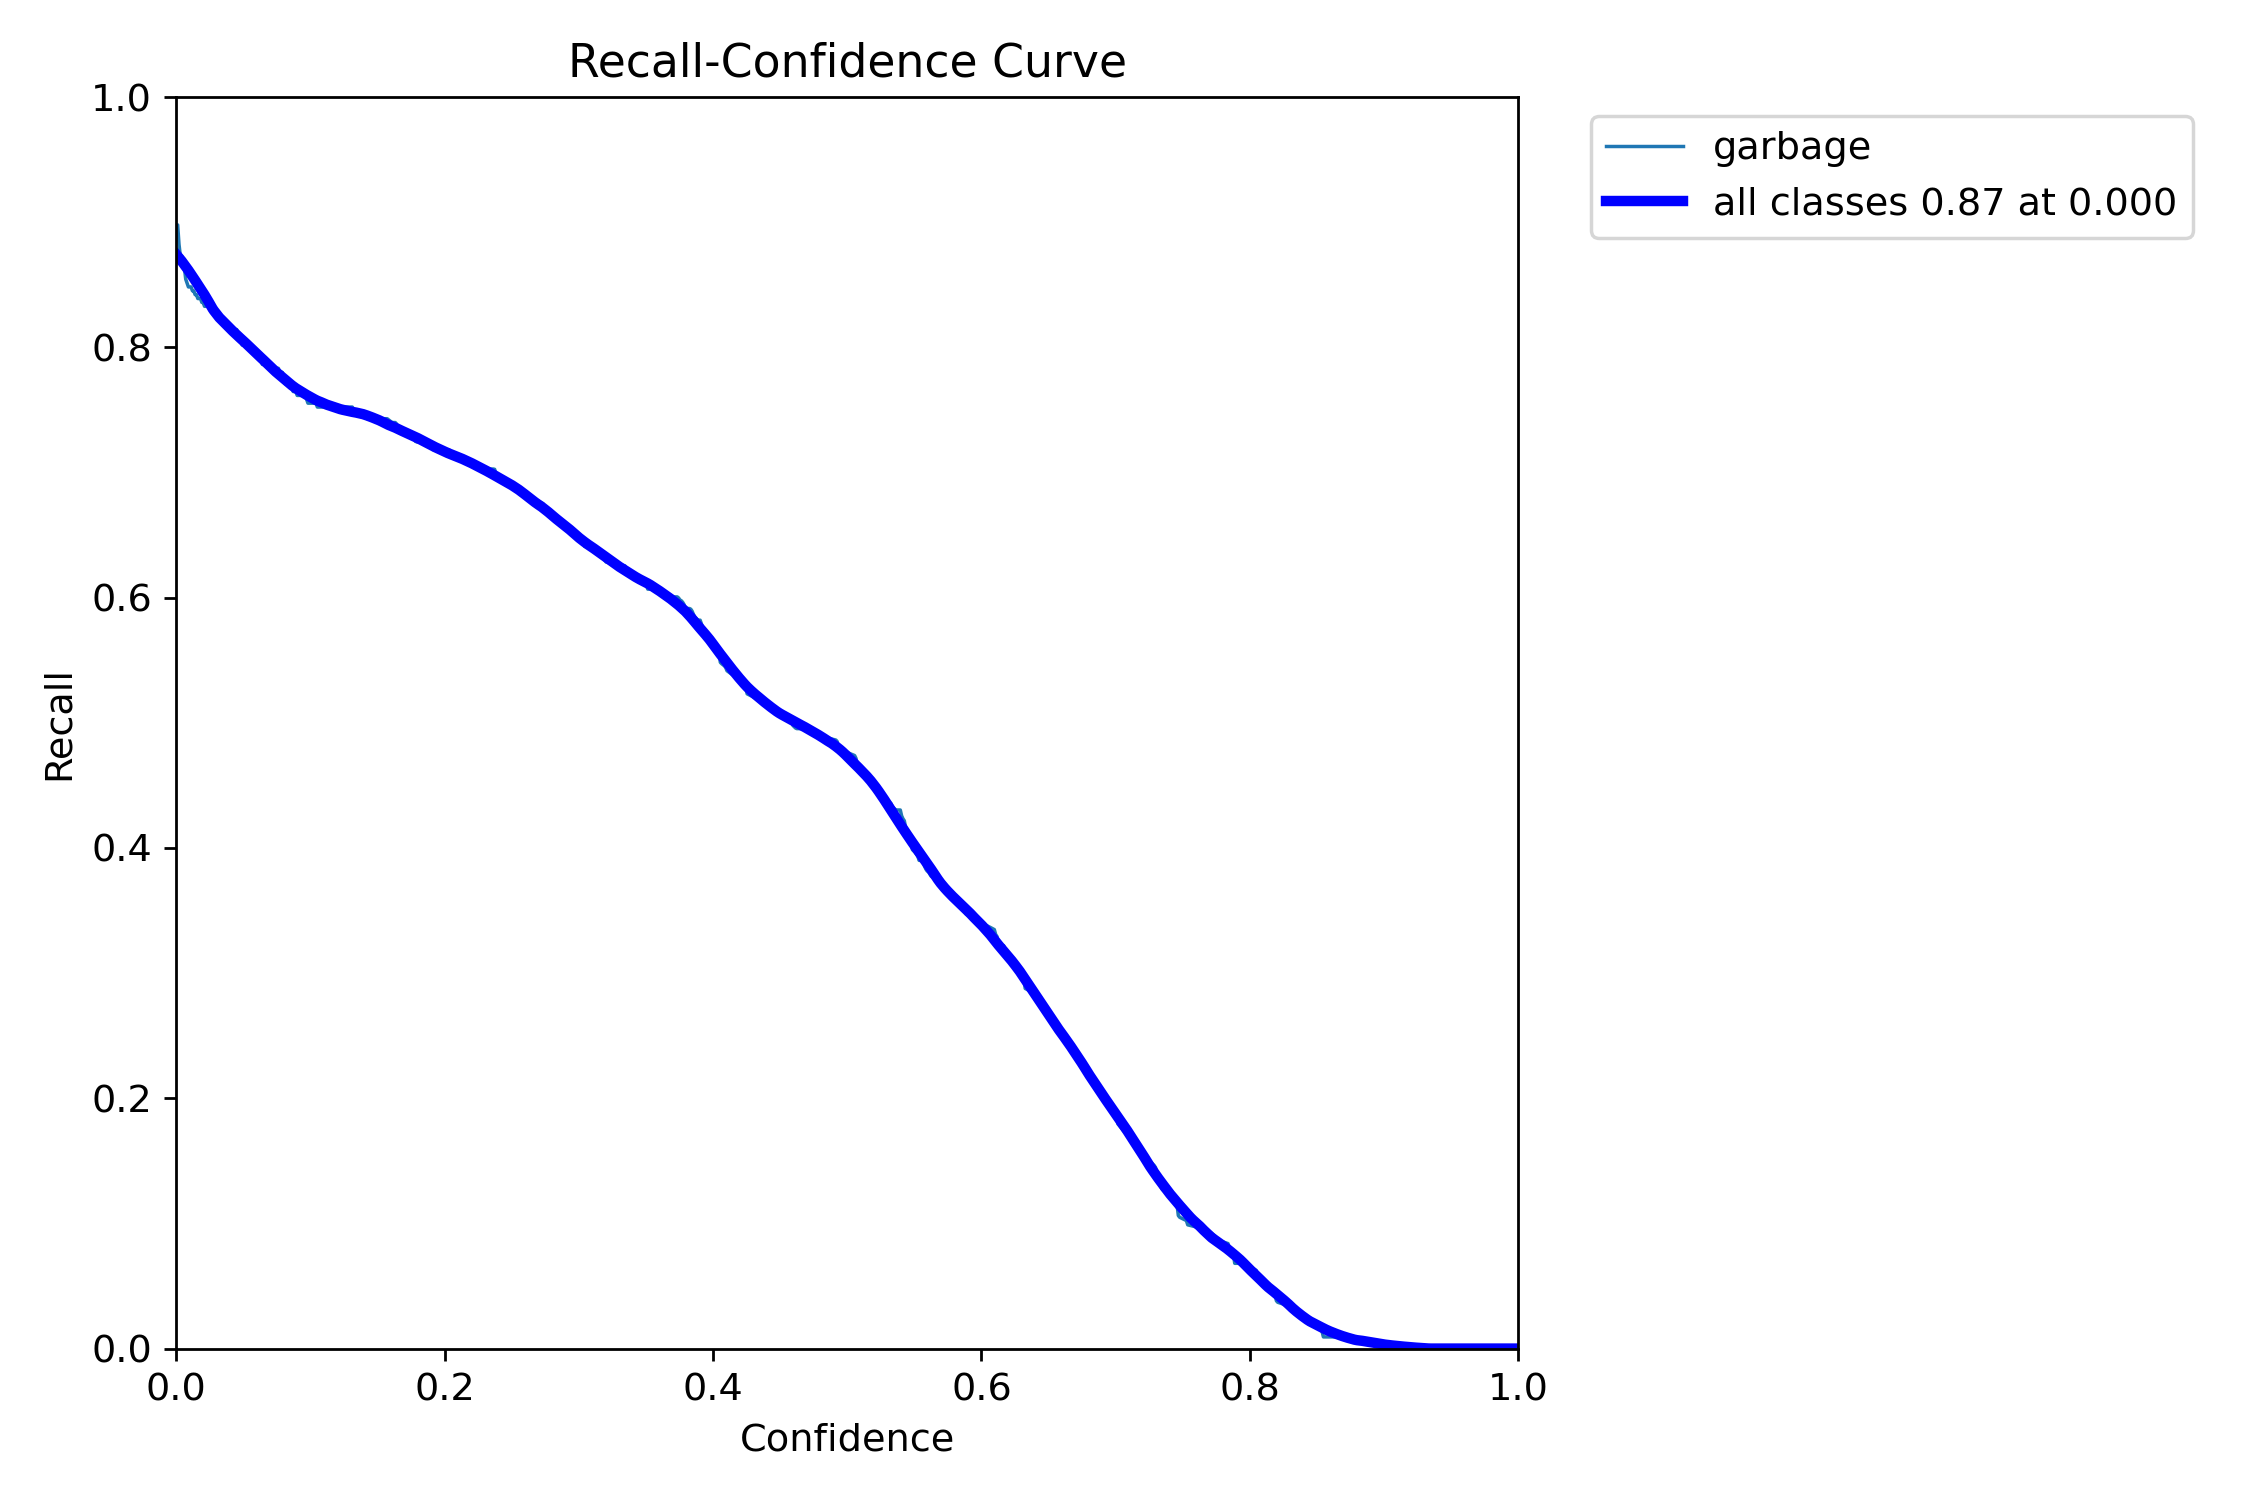 Recall-Confidence Curve
1.0
0.8
0.6
0.4
0.2
0.0
Recall
0.0 0.2 0.4 0.6 0.8 1.0
Confidence
garbage
all classes 0.87 at 0.000